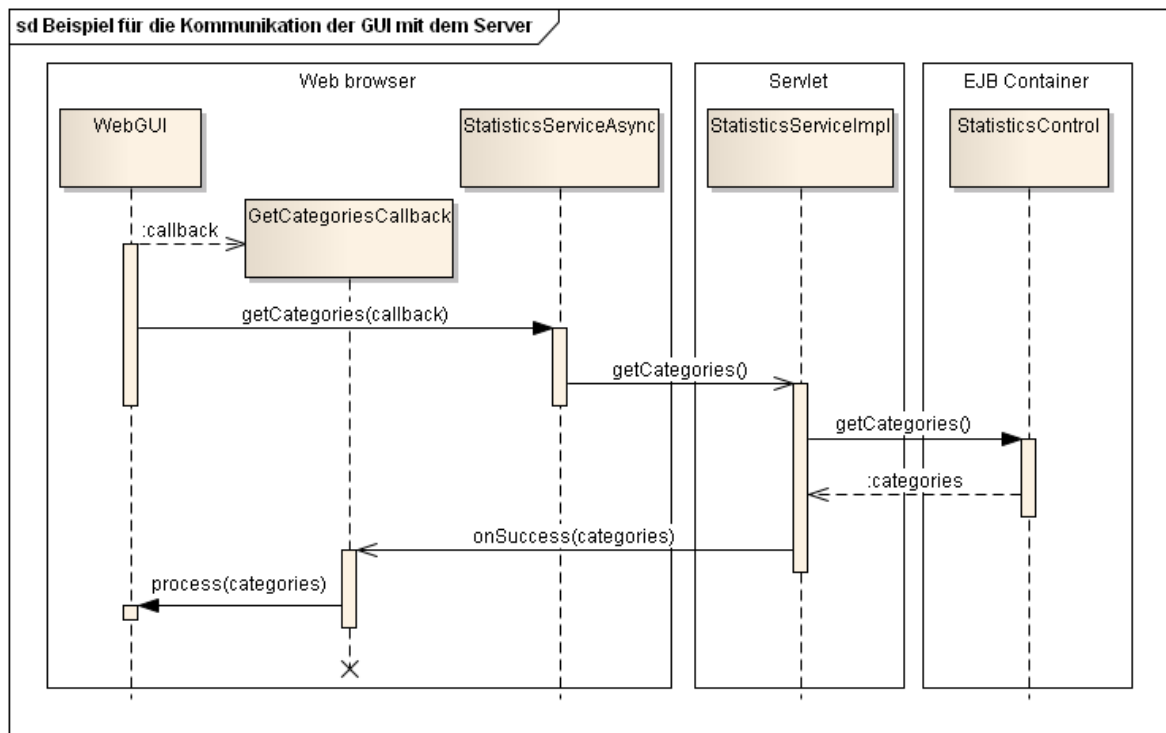 sd Beispiel für die Kommunikation der GUI mit dem Server
Web browser
Servlet
EJB Container
WebGUI
StatisticsServiceAsync
StatisticsServiceImpl
StatisticsControl
GetCategoriesCallback
:callback
getCategories(callback)
getCategories()
getCategories()
:categories
onSuccess(categories)
process(categories)